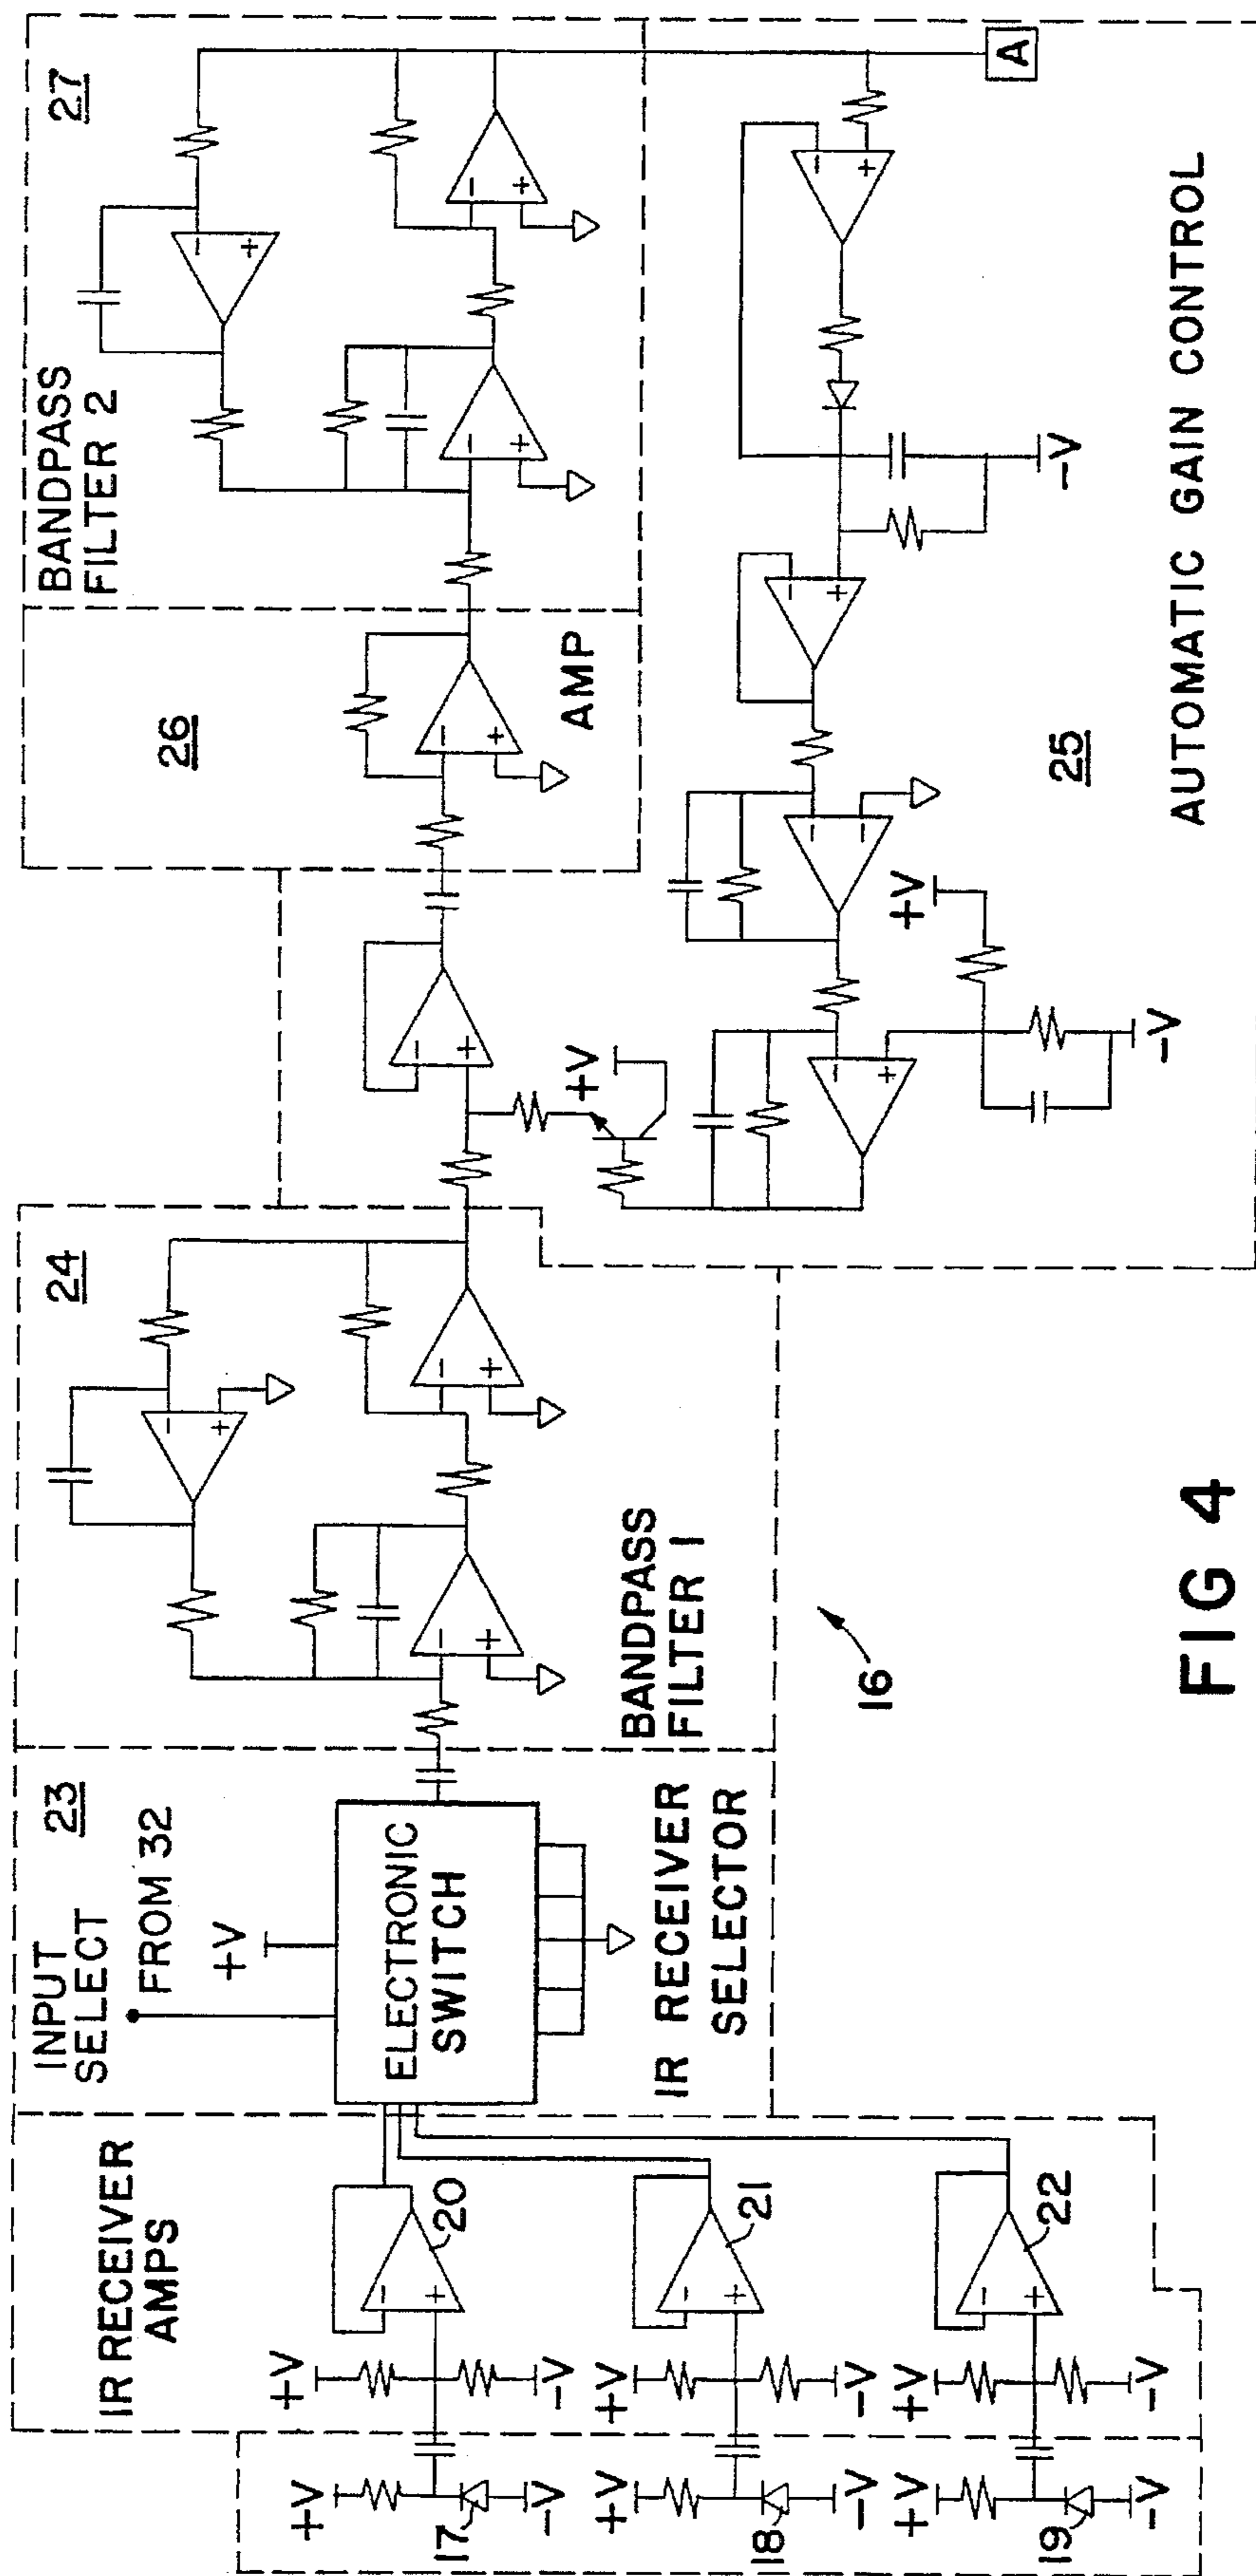 IR RECEIVER
AMPS
+V
+V
17
-V
-V
20
+V
+V
18
-V
-V
21
+V
+V
19
-V
-V
22
INPUT
SELECT
23
FROM 32
+V
ELECTRONIC
SWITCH
IR RECEIVER
SELECTOR
24
BANDPASS
FILTER 1
16
+V
26
AMP
BANDPASS
FILTER 2
27
A
-V
25
+V
-V
AUTOMATIC GAIN CONTROL
FIG 4